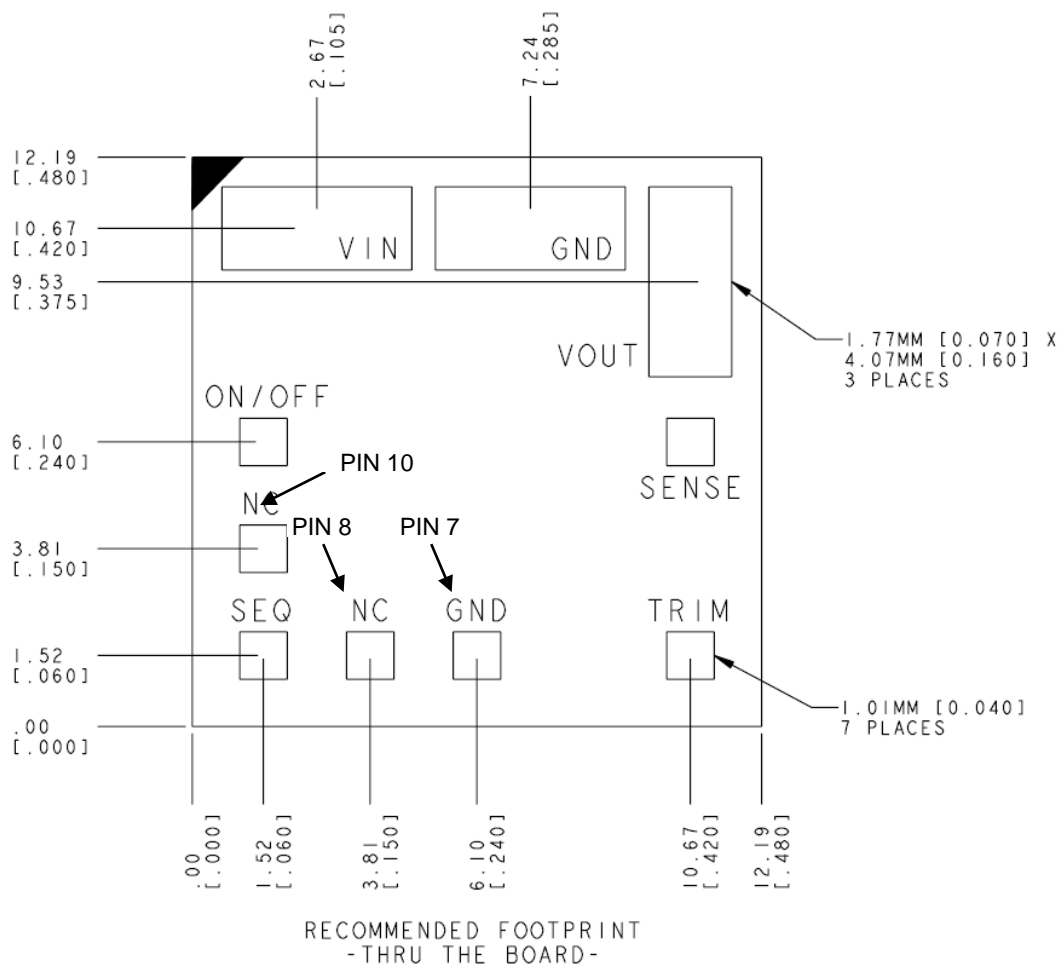 2.67
[.105]
7.24
[.285]
12.19
[.480]
10.67
[.420]
VIN
GND
9.53
[.375]
VOUT
1.77MM [0.070] X
4.07MM [0.160]
3 PLACES
ON/OFF
6.10
[.240]
SENSE
PIN 10
NC
PIN 8
PIN 7
3.81
[.150]
SEQ
NC
GND
TRIM
1.52
[.060]
1.01MM [0.040]
7 PLACES
.00
[.000]
.00
[.000]
1.52
[.060]
3.81
[.150]
6.10
[.240]
10.67
[.420]
12.19
[.480]
RECOMMENDED FOOTPRINT
-THRU THE BOARD-